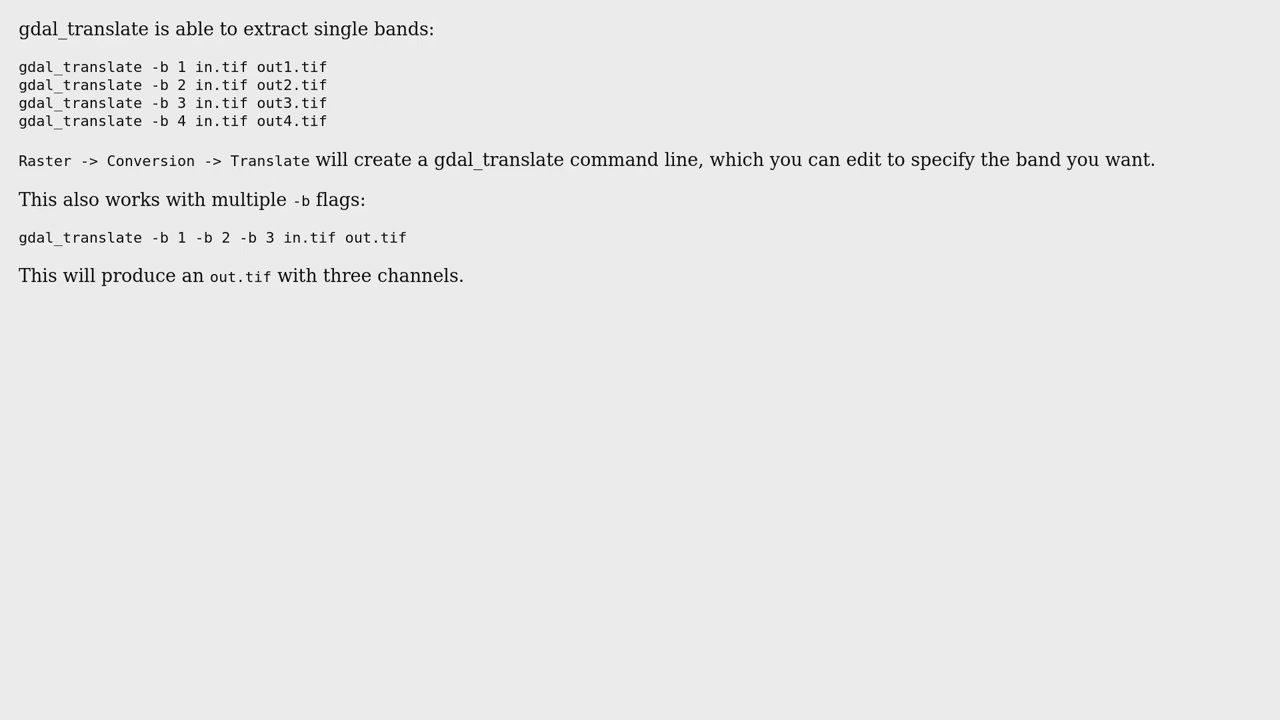 gdal_translate is able to extract single bands:
gdal_translate -b 1 in.tif out1.tif
gdal_translate -b 2 in.tif out2.tif
gdal_translate -b 3 in.tif out3.tif
gdal_translate -b 4 in.tif out4.tif
Raster -> Conversion -> Translate will create a gdal_translate command line, which you can edit to specify the band you want.
This also works with multiple -b flags:
gdal_translate -b 1 -b 2 -b 3 in.tif out.tif
This will produce an out.tif with three channels.